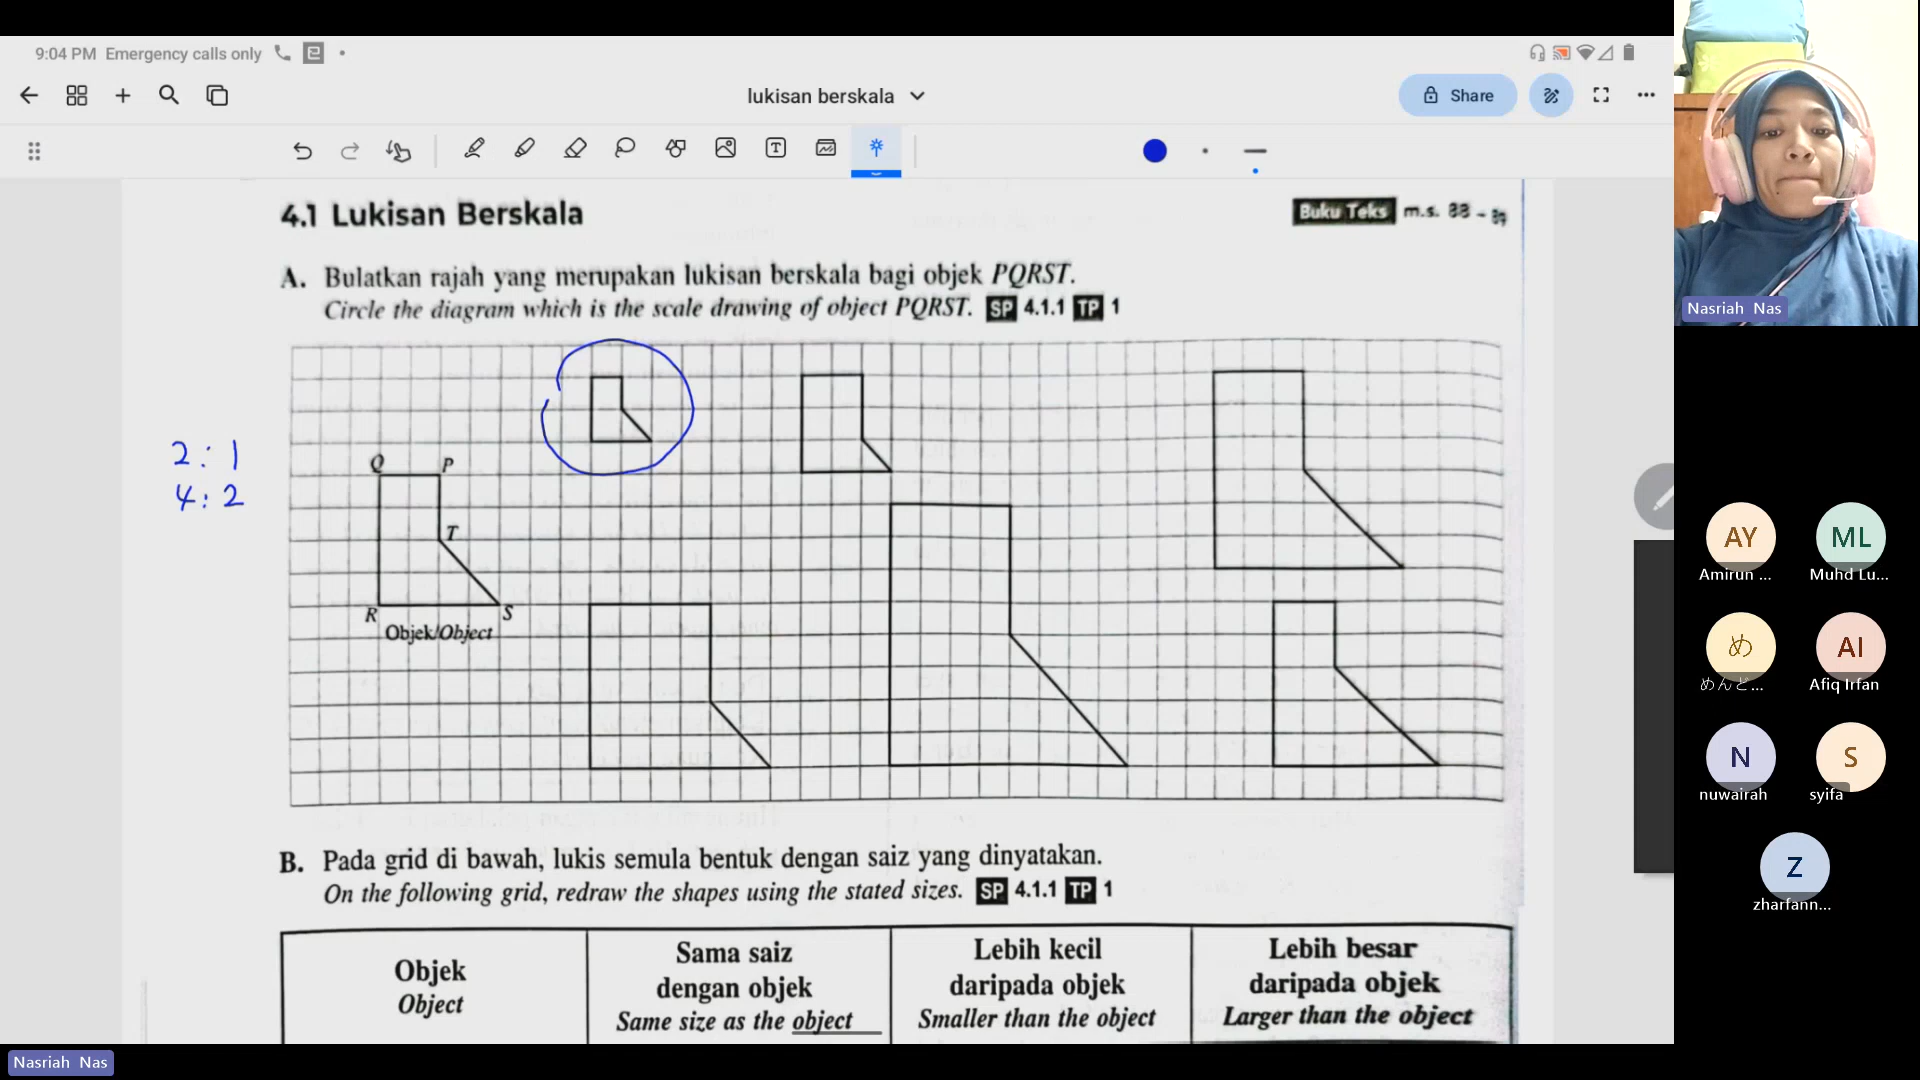 9:04 PM Emergency calls only
lukisan berskala
Share
4.1 Lukisan Berskala
Buku Teks m.s. 88 - 89
A. Bulatkan rajah yang merupakan lukisan berskala bagi objek PQRST.
Circle the diagram which is the scale drawing of object PQRST. SP 4.1.1 TP 1
2 : 1
4 : 2
Q P
T
R S
Objek/Object
B. Pada grid di bawah, lukis semula bentuk dengan saiz yang dinyatakan.
On the following grid, redraw the shapes using the stated sizes. SP 4.1.1 TP 1
Objek
Object
Sama saiz
dengan objek
Same size as the object
Lebih kecil
daripada objek
Smaller than the object
Lebih besar
daripada objek
Larger than the object
Nasriah Nas
Nasriah Nas
AY ML
Amirun ... Muhd Lu...
め AI
めんど... Afiq Irfan
N S
nuwairah syifa
Z
zharfann...